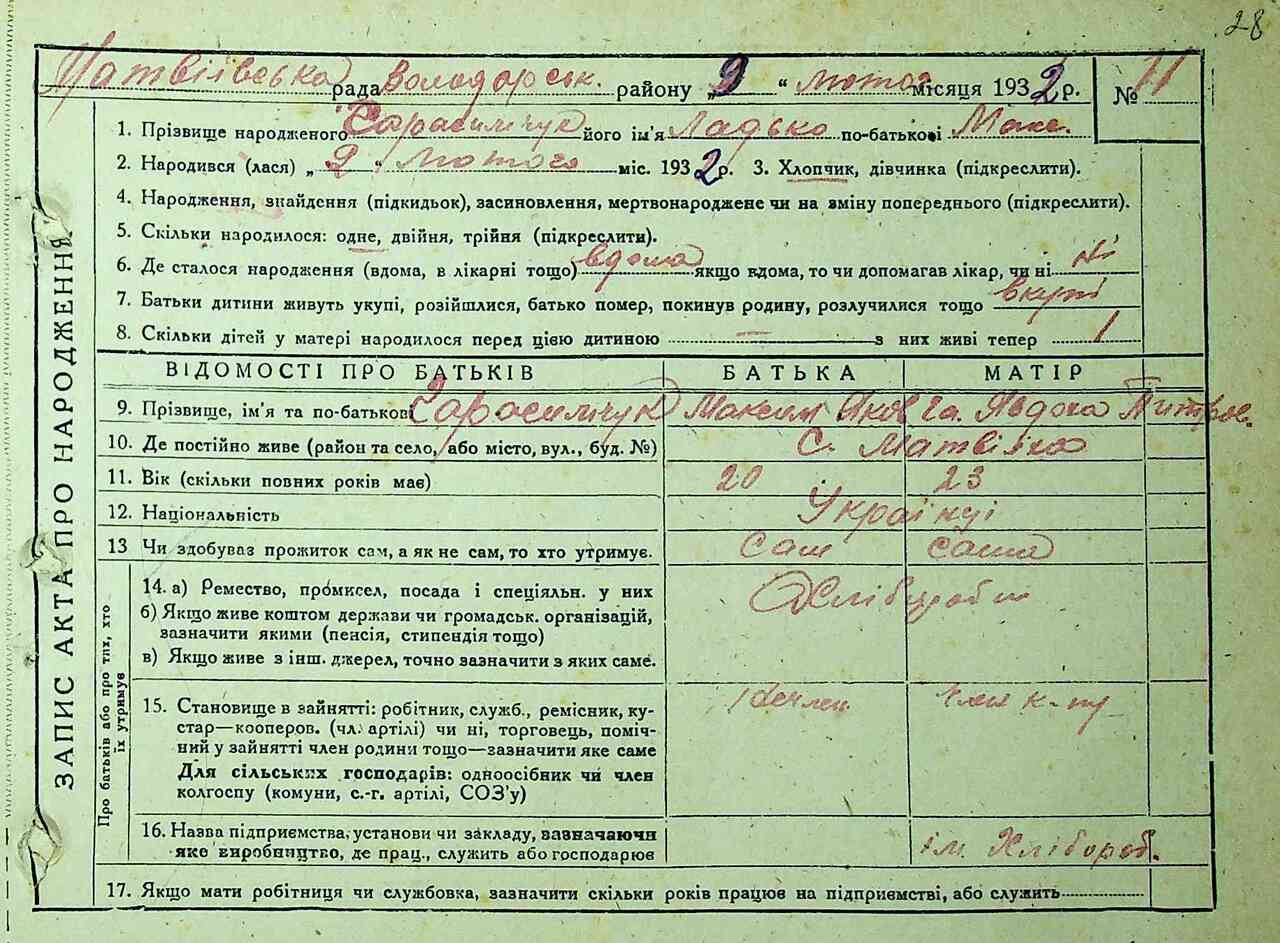 28
Матвіївська рада Володарськ. району „9“ лютого місяця 1932 р. № 11
1. Прізвище народженого Гарасимчук його ім'я Ладько по-батькові Макс.
2. Народився (лася) „9“ лютого міс. 1932 р. 3. Хлопчик, дівчинка (підкреслити).
4. Народження, знайдення (підкидьок), засиновлення, мертвонароджене чи на зміну попереднього (підкреслити).
5. Скільки народилося: одне, двійня, трійня (підкреслити).
6. Де сталося народження (вдома, в лікарні тощо) вдома якщо вдома, то чи допомагав лікар, чи ні ні
7. Батьки дитини живуть укупі, розійшлися, батько помер, покинув родину, розлучилися тощо вкупі
8. Скільки дітей у матері народилося перед цією дитиною — з них живі тепер 1
ВІДОМОСТІ ПРО БАТЬКІВ БАТЬКА МАТІР
9. Прізвище, ім'я та по-батькові Гарасимчук Максим Яков Га. Явдоха
10. Де постійно живе (район та село, або місто, вул., буд. №) С. Матвіїха
11. Вік (скільки повних років має) 20 23
12. Національність Українці
13 Чи здобував прожиток сам, а як не сам, то хто утримує. Сам сама
14. а) Ремество, промисел, посада і спеціяльн. у них Хлібороби
б) Якщо живе коштом держави чи громадськ. організацій,
зазначити якими (пенсія, стипендія тощо)
в) Якщо живе з інш. джерел, точно зазначити з яких саме.
15. Становище в зайнятті: робітник, служб., ремісник, ку-
стар—кооперов. (чл. артілі) чи ні, торговець, поміч-
ний у зайнятті член родини тощо—зазначити яке саме
Для сільських господарів: одноосібник чи член
колгоспу (комуни, с.-г. артілі, СОЗ'у)
член
16. Назва підприємства, установи чи закладу, зазначаючи
яке виробництво, де прац., служить або господарює ім. Хлібороб.
17. Якщо мати робітниця чи службовка, зазначити скільки років працює на підприємстві, або служить
ЗАПИС АКТА ПРО НАРОДЖЕННЯ
Про батьків або про тих, хто
їх утримує